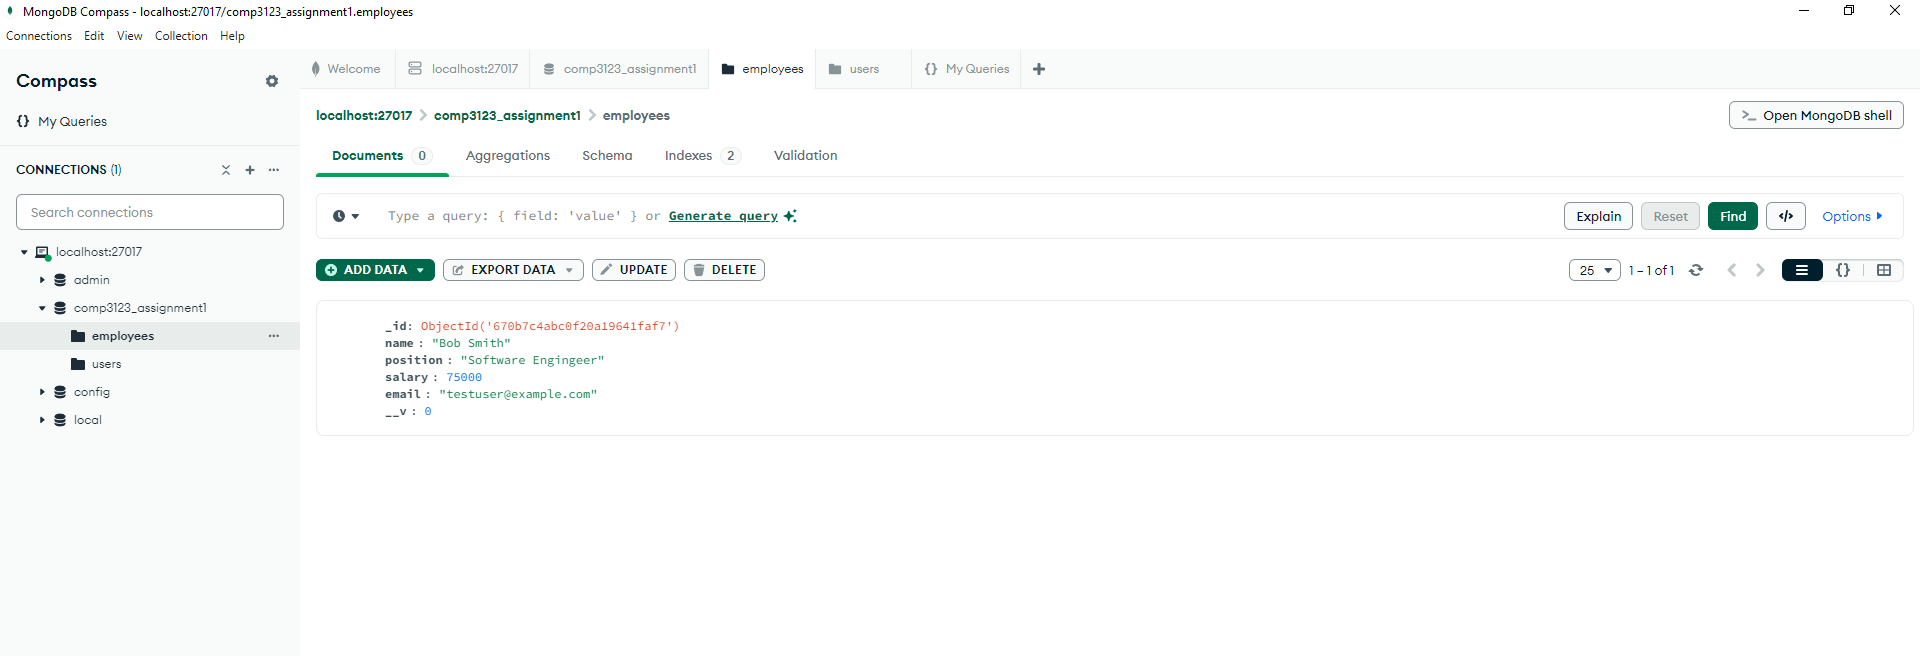 MongoDB Compass - localhost:27017/comp3123_assignment1.employees
Connections Edit View Collection Help
Compass
My Queries
CONNECTIONS (1)
Search connections
localhost:27017
admin
comp3123_assignment1
employees
users
config
local
Welcome localhost:27017 comp3123_assignment1 employees users {} My Queries
localhost:27017 > comp3123_assignment1 > employees
>_ Open MongoDB shell
Documents 0 Aggregations Schema Indexes 2 Validation
Type a query: { field: 'value' } or Generate query
Explain Reset Find </> Options
ADD DATA EXPORT DATA UPDATE DELETE
25 1 – 1 of 1 {}
_id: ObjectId('670b7c4abc0f20a19641faf7')
name : "Bob Smith"
position : "Software Engingeer"
salary : 75000
email : "testuser@example.com"
__v : 0